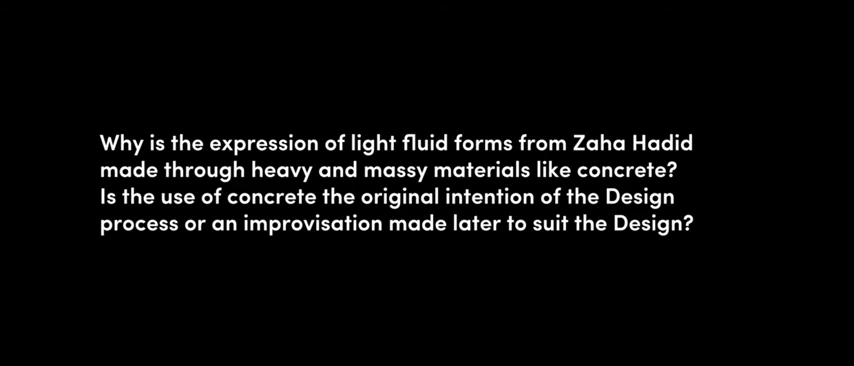 Why is the expression of light fluid forms from Zaha Hadid
made through heavy and massy materials like concrete?
Is the use of concrete the original intention of the Design
process or an improvisation made later to suit the Design?